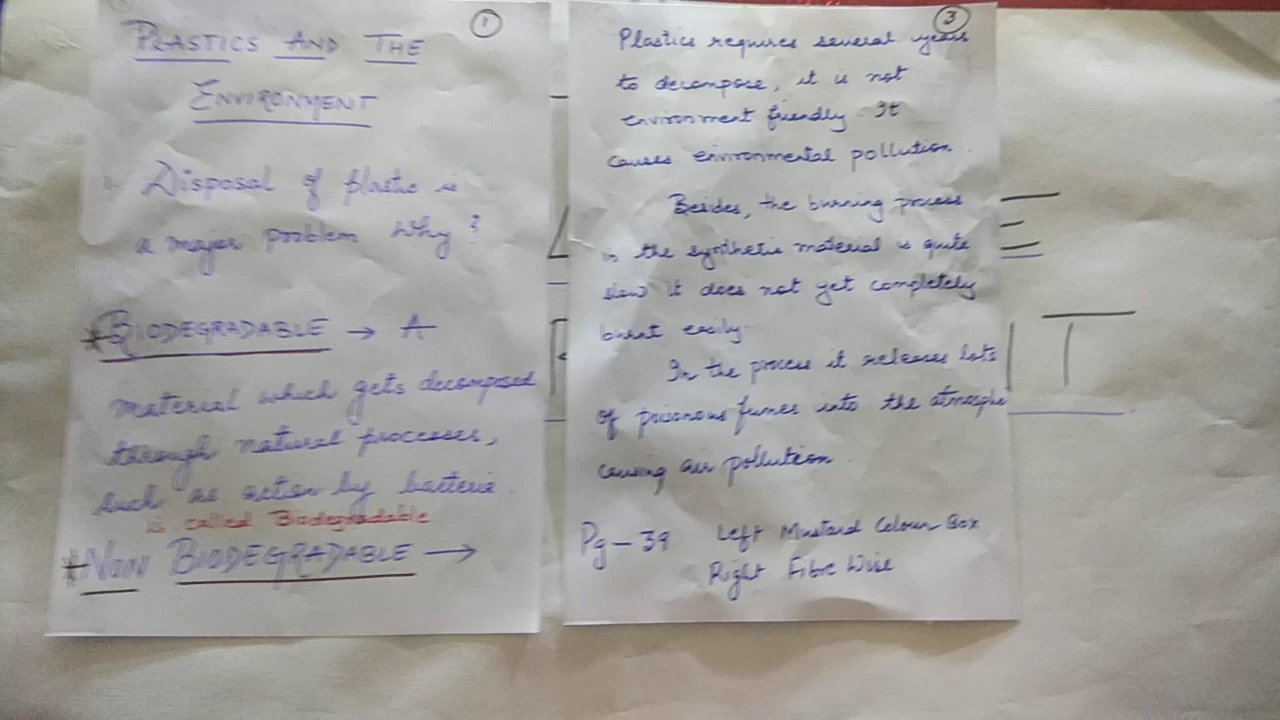 1
PLASTICS AND THE
ENVIRONMENT
Disposal of plastic is
a major problem Why?
* BIODEGRADABLE → A
material which gets decomposed
through natural processes,
such as action by bacteria.
is called Biodegradable
* NON BIODEGRADABLE →
3
Plastics requires several years
to decompose, it is not
environment friendly. It
causes environmental pollution.
Besides, the burning process
in the synthetic material is quite
slow it does not get completely
burnt easily.
In the process it releases lots
of poisonous fumes into the atmosphe
causing air pollution.
Pg - 39 Left Mustard Colour Box
Right Fibre Wise